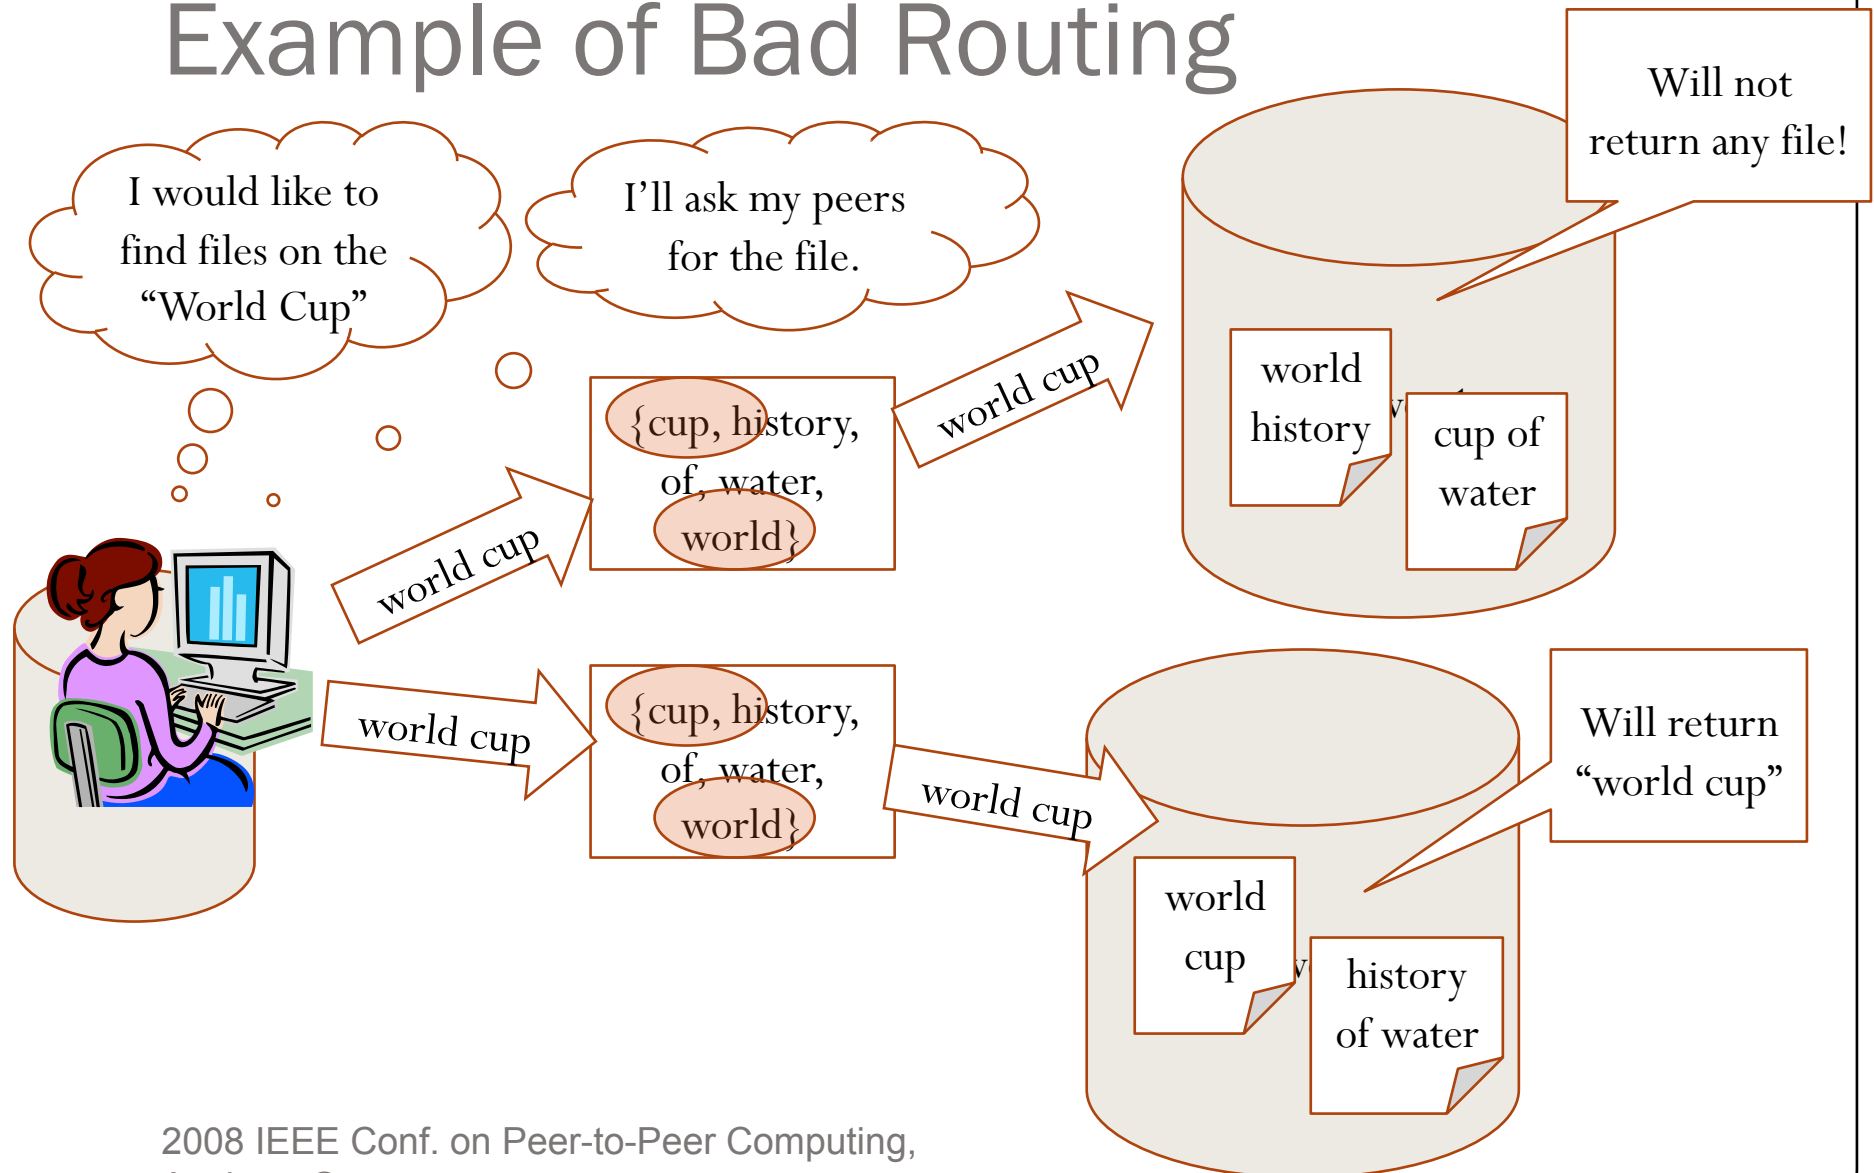 Example of Bad Routing
I would like to
find files on the
“World Cup”
I’ll ask my peers
for the file.
Will not
return any file!
world cup
{cup, history,
of, water,
world}
world cup
world
history
cup of
water
world cup
{cup, history,
of, water,
world}
world cup
world
cup
history
of water
Will return
“world cup”
2008 IEEE Conf. on Peer-to-Peer Computing,